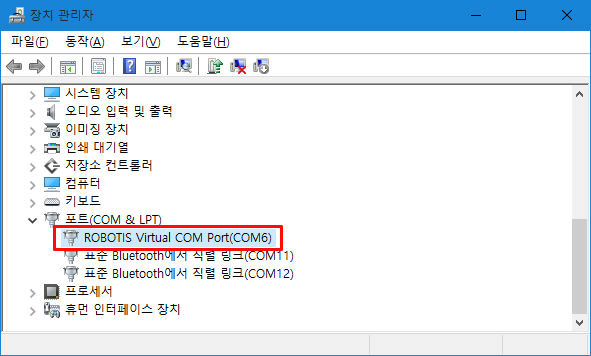 장치 관리자
파일(F) 동작(A) 보기(V) 도움말(H)
시스템 장치
오디오 입력 및 출력
이미징 장치
인쇄 대기열
저장소 컨트롤러
컴퓨터
키보드
포트(COM & LPT)
ROBOTIS Virtual COM Port(COM6)
표준 Bluetooth에서 직렬 링크(COM11)
표준 Bluetooth에서 직렬 링크(COM12)
프로세서
휴먼 인터페이스 장치